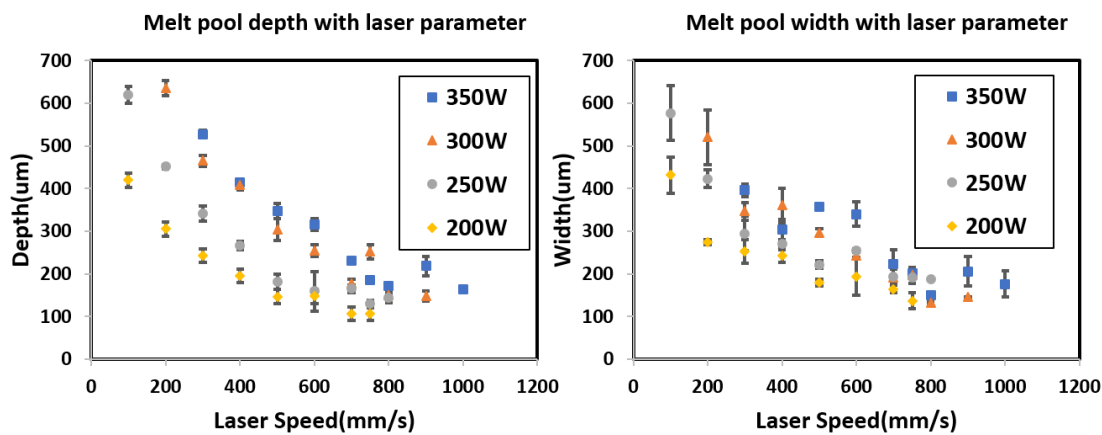 Melt pool depth with laser parameter
700
600
500
400
300
200
100
0
Depth(um)
350W
300W
250W
200W
0 200 400 600 800 1000 1200
Laser Speed(mm/s)
Melt pool width with laser parameter
700
600
500
400
300
200
100
0
Width(um)
350W
300W
250W
200W
0 200 400 600 800 1000 1200
Laser Speed(mm/s)